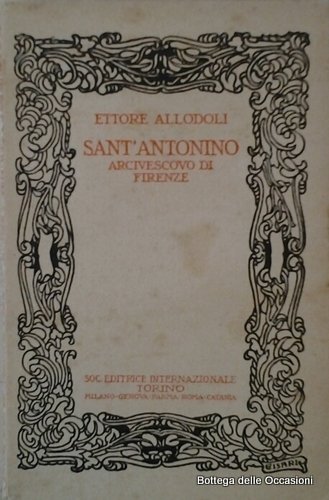 ETTORE ALLODOLI
SANT'ANTONINO
ARCIVESCOVO DI
FIRENZE
SOC. EDITRICE INTERNAZIONALE
TORINO
MILANO-GENOVA-PARMA-ROMA-CATANIA
BISARK
Bottega delle Occasioni